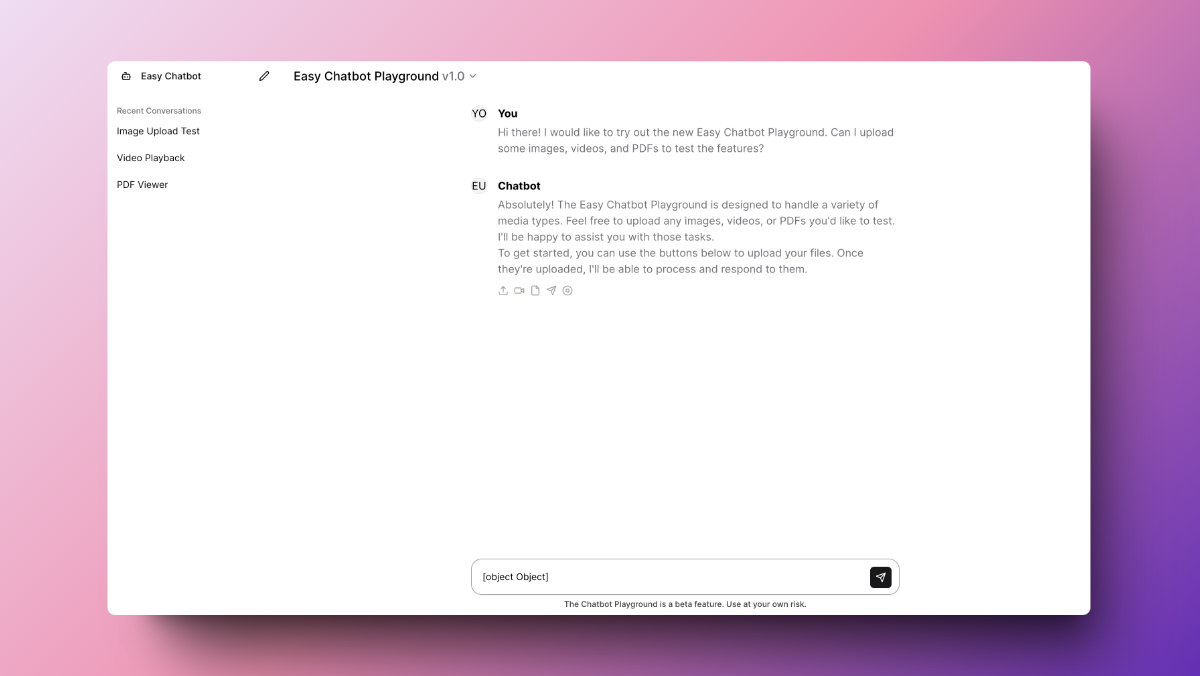 Easy Chatbot
Easy Chatbot Playground v1.0
Recent Conversations
Image Upload Test
Video Playback
PDF Viewer
YO You
Hi there! I would like to try out the new Easy Chatbot Playground. Can I upload
some images, videos, and PDFs to test the features?
EU Chatbot
Absolutely! The Easy Chatbot Playground is designed to handle a variety of
media types. Feel free to upload any images, videos, or PDFs you'd like to test.
I'll be happy to assist you with those tasks.
To get started, you can use the buttons below to upload your files. Once
they're uploaded, I'll be able to process and respond to them.
[object Object]
The Chatbot Playground is a beta feature. Use at your own risk.